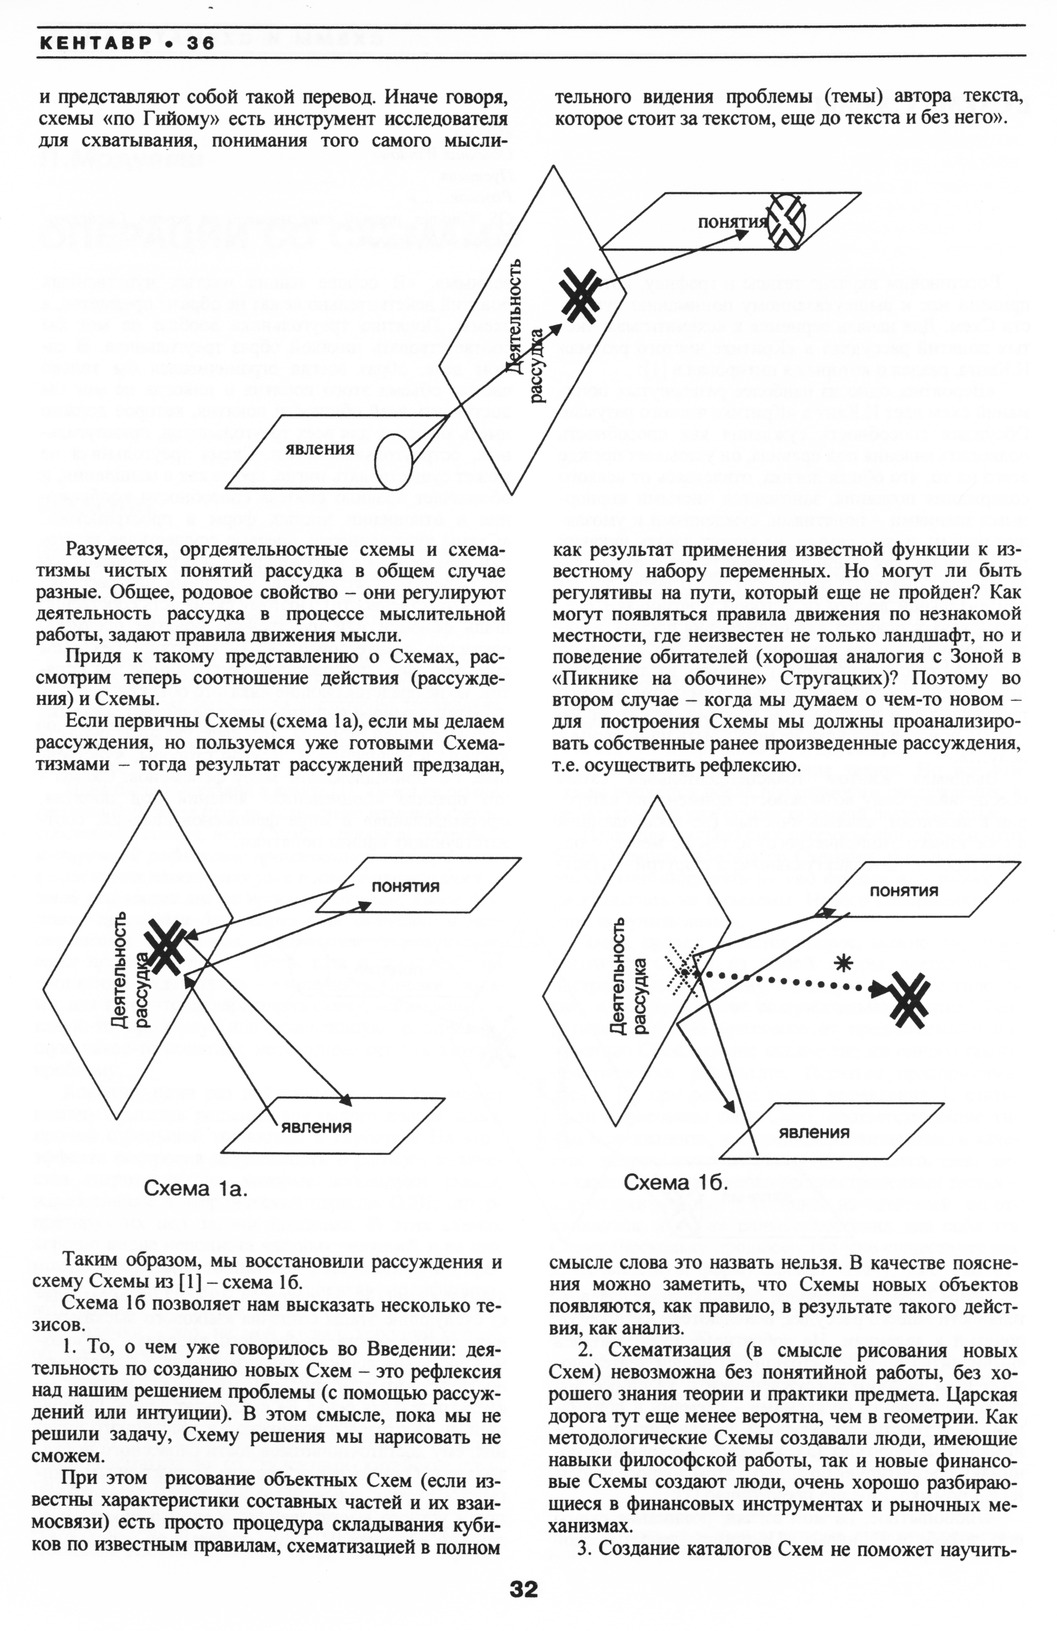 КЕНТАВР • 36
и представляют собой такой перевод. Иначе говоря,
схемы «по Гийому» есть инструмент исследователя
для схватывания, понимания того самого мысли-
тельного видения проблемы (темы) автора текста,
которое стоит за текстом, еще до текста и без него».
понятия
Деятельность
рассудка
явления
Разумеется, оргдеятельностные схемы и схема-
тизмы чистых понятий рассудка в общем случае
разные. Общее, родовое свойство – они регулируют
деятельность рассудка в процессе мыслительной
работы, задают правила движения мысли.
Придя к такому представлению о Схемах, рас-
смотрим теперь соотношение действия (рассужде-
ния) и Схемы.
Если первичны Схемы (схема 1а), если мы делаем
рассуждения, но пользуемся уже готовыми Схема-
тизмами – тогда результат рассуждений предзадан,
как результат применения известной функции к из-
вестному набору переменных. Но могут ли быть
регулятивы на пути, который еще не пройден? Как
могут появляться правила движения по незнакомой
местности, где неизвестен не только ландшафт, но и
поведение обитателей (хорошая аналогия с Зоной в
«Пикнике на обочине» Стругацких)? Поэтому во
втором случае – когда мы думаем о чем-то новом –
для построения Схемы мы должны проанализиро-
вать собственные ранее произведенные рассуждения,
т.е. осуществить рефлексию.
понятия
Деятельность
рассудка
явления
Схема 1а.
понятия
Деятельность
рассудка
*
явления
Схема 1б.
Таким образом, мы восстановили рассуждения и
схему Схемы из [1] – схема 1б.
Схема 1б позволяет нам высказать несколько те-
зисов.
1. То, о чем уже говорилось во Введении: дея-
тельность по созданию новых Схем – это рефлексия
над нашим решением проблемы (с помощью рассуж-
дений или интуиции). В этом смысле, пока мы не
решили задачу, Схему решения мы нарисовать не
сможем.
При этом рисование объектных Схем (если из-
вестны характеристики составных частей и их взаи-
мосвязи) есть просто процедура складывания куби-
ков по известным правилам, схематизацией в полном
смысле слова это назвать нельзя. В качестве поясне-
ния можно заметить, что Схемы новых объектов
появляются, как правило, в результате такого дейст-
вия, как анализ.
2. Схематизация (в смысле рисования новых
Схем) невозможна без понятийной работы, без хо-
рошего знания теории и практики предмета. Царская
дорога тут еще менее вероятна, чем в геометрии. Как
методологические Схемы создавали люди, имеющие
навыки философской работы, так и новые финансо-
вые Схемы создают люди, очень хорошо разбираю-
щиеся в финансовых инструментах и рыночных ме-
ханизмах.
3. Создание каталогов Схем не поможет научить-
32